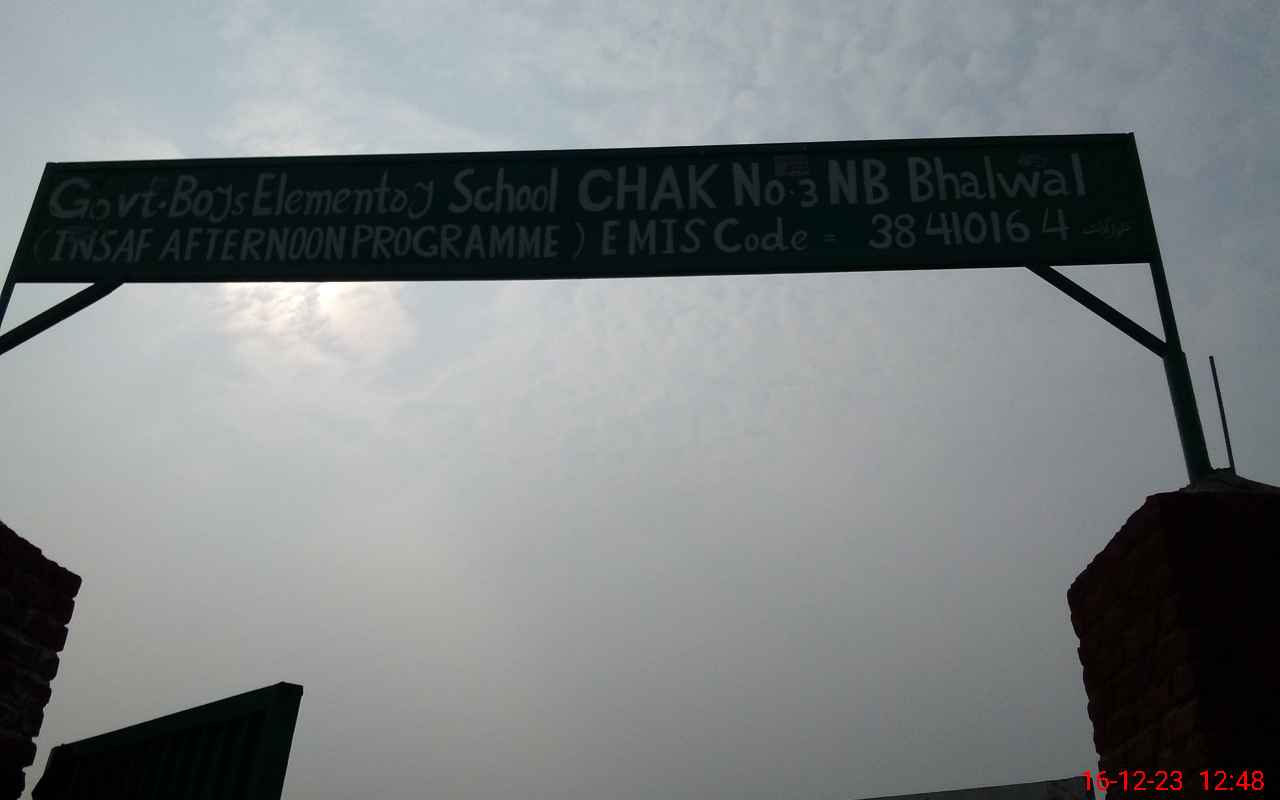 Govt. Boys Elementoy School CHAK No.3 NB Bhalwal
(INSAF AFTERNOON PROGRAMME) EMIS Code = 38410164
16-12-23 12:48